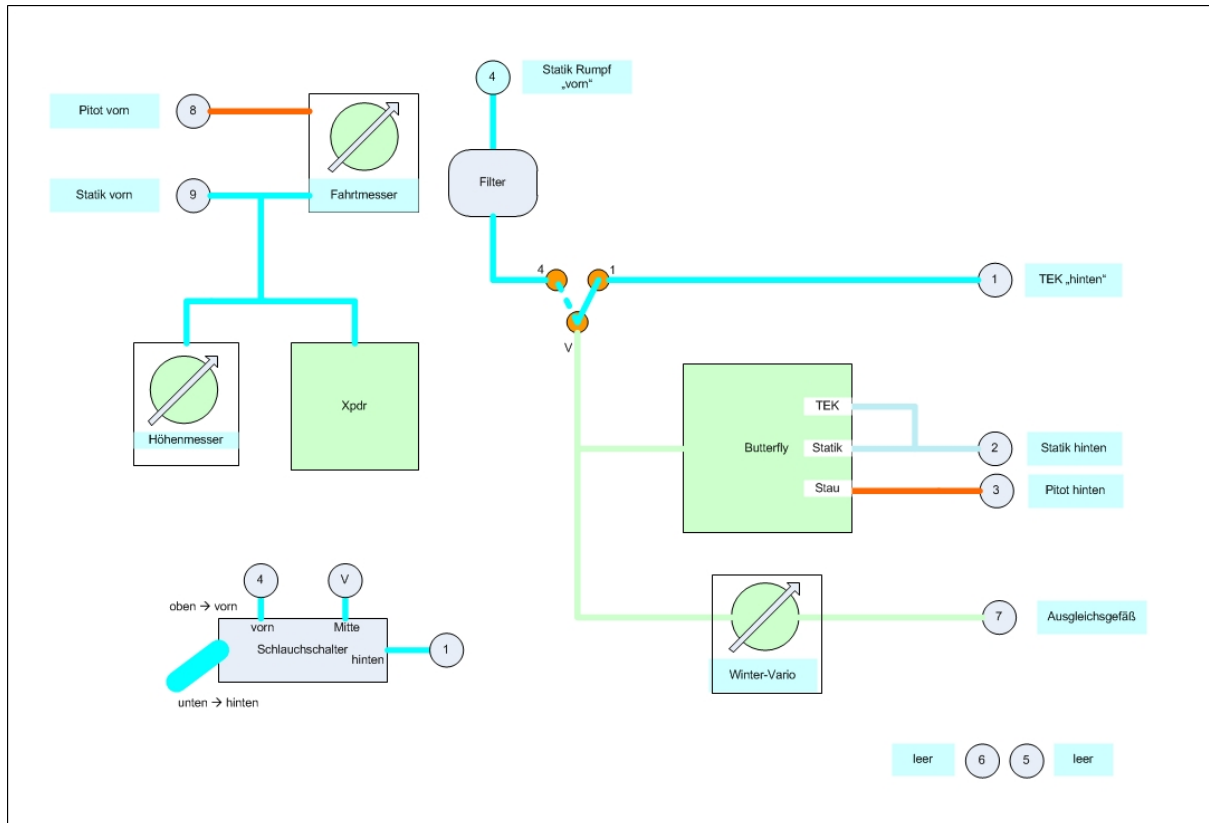 4
Statik Rumpf
„vorn“
Pitot vorn
8
Statik vorn
9
Fahrtmesser
Filter
4
1
V
1
TEK „hinten“
Höhenmesser
Xpdr
Butterfly
TEK
Statik
Stau
2
Statik hinten
3
Pitot hinten
4
V
oben → vorn
vorn
Mitte
Schlauchschalter
hinten
1
unten → hinten
Winter-Vario
7
Ausgleichsgefäß
leer
6
5
leer